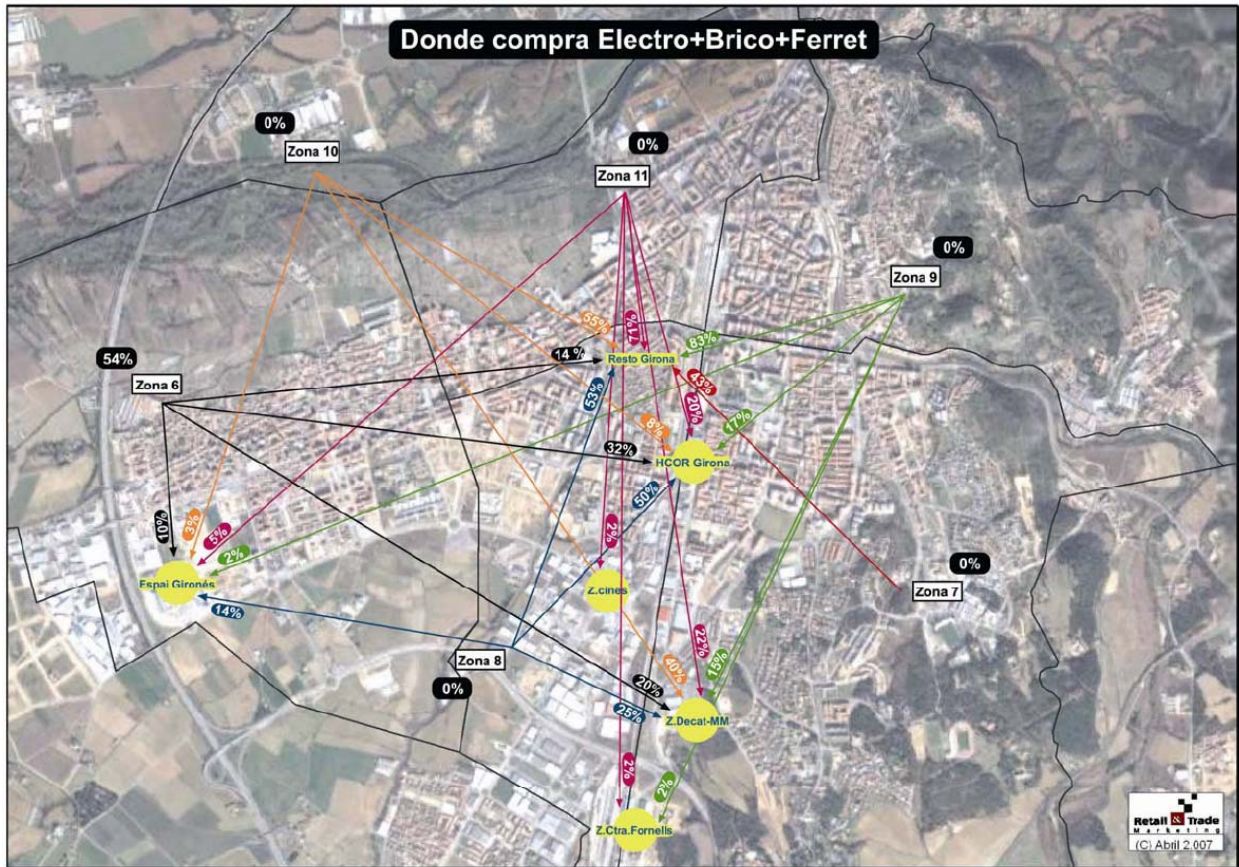 Donde compra Electro+Brico+Ferret
0%
Zona 10
0%
Zona 11
0%
Zona 9
54%
Zona 6
55%
71%
83%
14 %
Resto Girona
53%
43%
20%
17%
8%
32%
HCOR Girona
50%
10%
3%
5%
2%
2%
Espai Gironés
Z.cines
0%
Zona 7
14%
Zona 8
0%
22%
15%
40%
20%
25%
Z.Decat-MM
2%
2%
Z.Ctra.Fornells
Retail & Trade
Marketing
(C) Abril 2.007